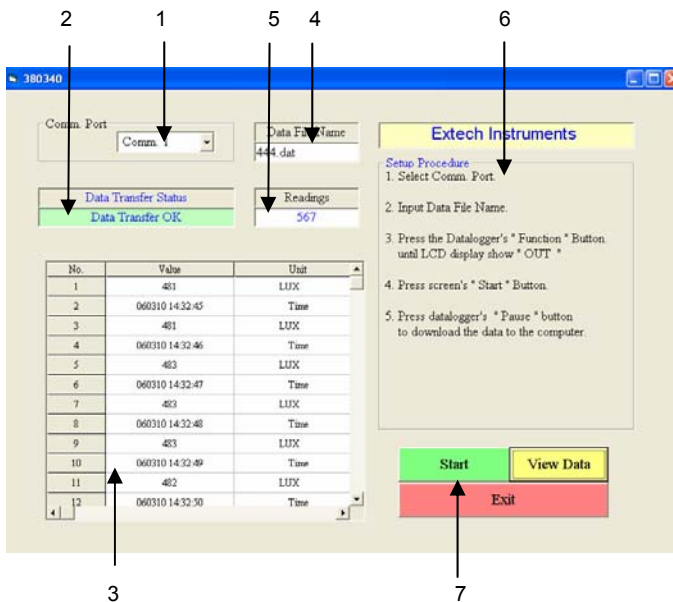 2 1 5 4 6
380340
Comm. Port
Comm. 1
Data File Name
444.dat
Data Transfer Status
Data Transfer OK
Readings
567
No. Value Unit
1 481 LUX
2 060310 14:32:45 Time
3 481 LUX
4 060310 14:32:46 Time
5 483 LUX
6 060310 14:32:47 Time
7 483 LUX
8 060310 14:32:48 Time
9 483 LUX
10 060310 14:32:49 Time
11 482 LUX
12 060310 14:32:50 Time
Extech Instruments
Setup Procedure
1. Select Comm. Port.
2. Input Data File Name.
3. Press the Datalogger's " Function " Button
until LCD display show " OUT "
4. Press screen's " Start " Button.
5. Press datalogger's " Pause " button
to download the data to the computer.
Start View Data
Exit
3 7